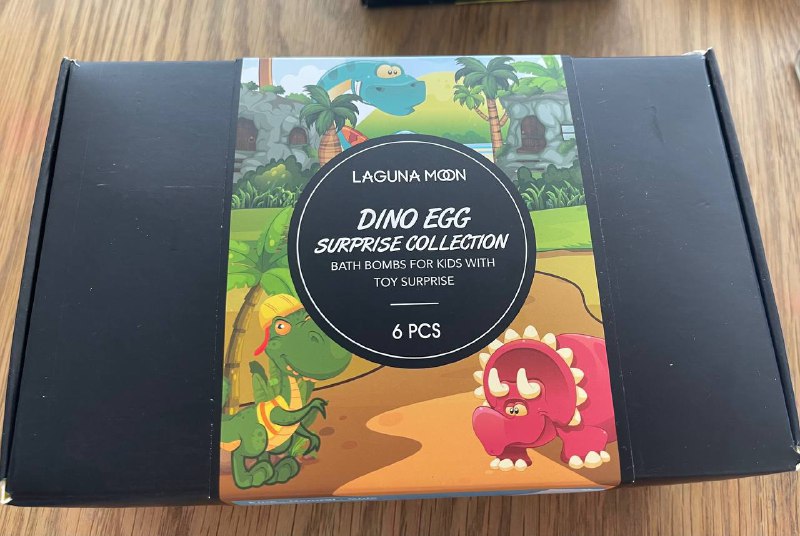 LAGUNA MOON
DINO EGG
SURPRISE COLLECTION
BATH BOMBS FOR KIDS WITH
TOY SURPRISE
6 PCS